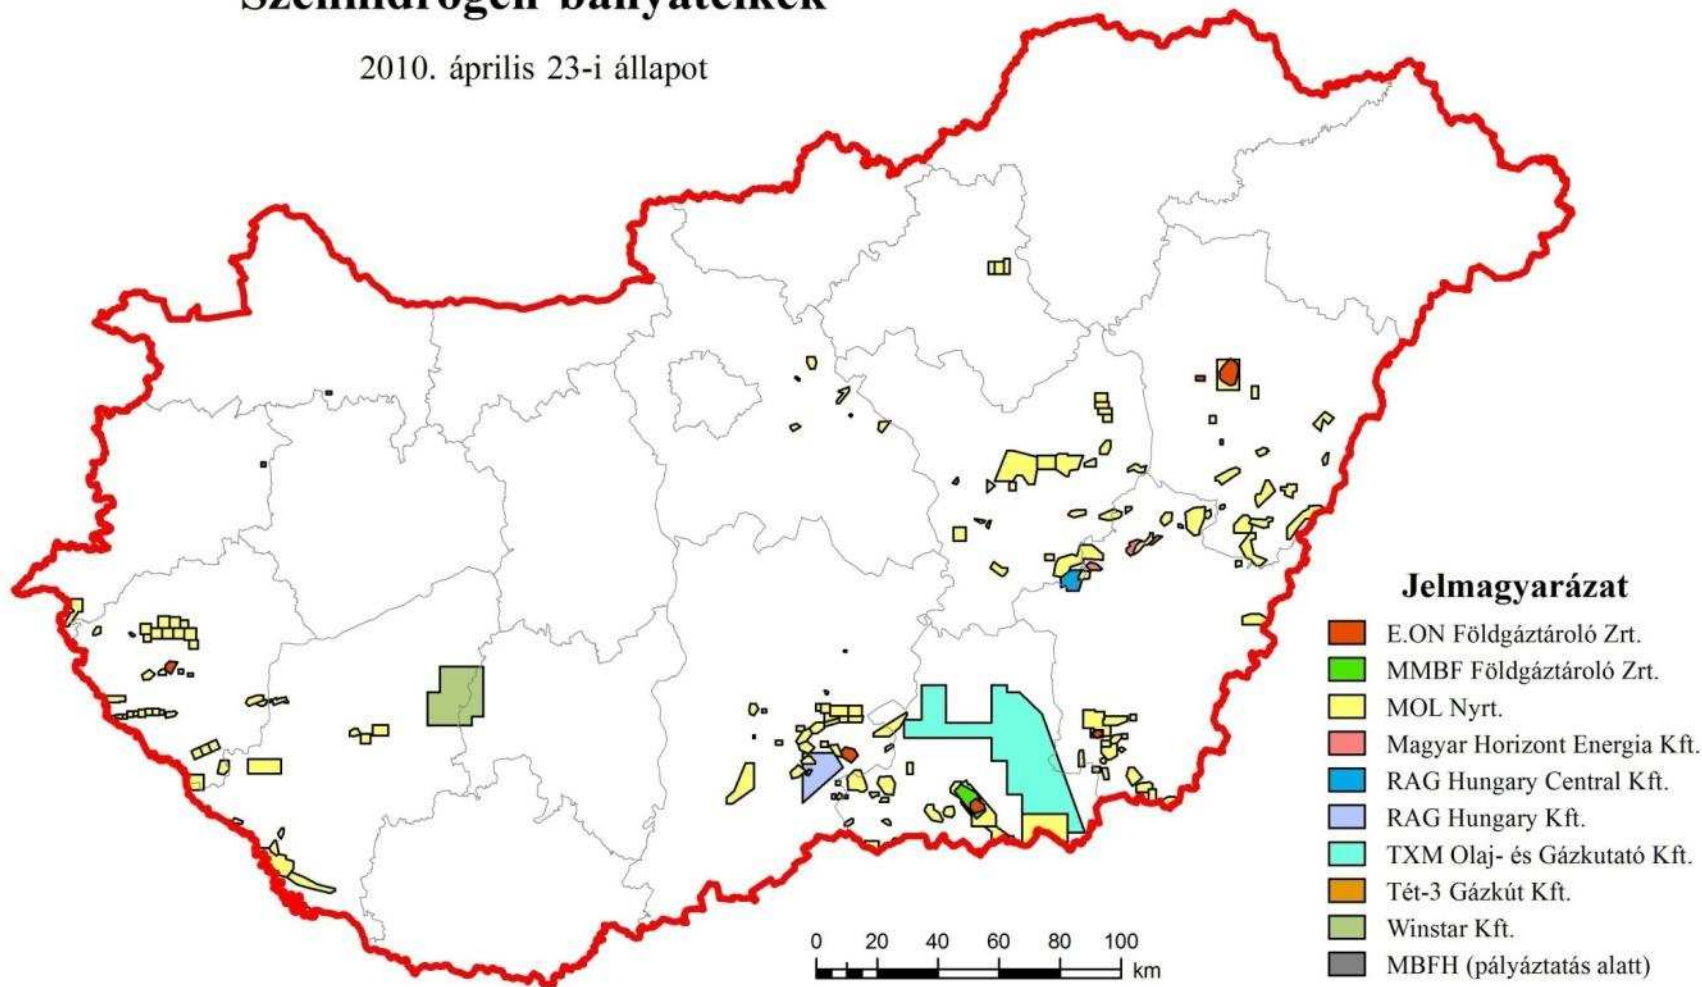 Szénhidrogén bányatelkek
2010. április 23-i állapot
Jelmagyarázat
E.ON Földgáztároló Zrt.
MMBF Földgáztároló Zrt.
MOL Nyrt.
Magyar Horizont Energia Kft.
RAG Hungary Central Kft.
RAG Hungary Kft.
TXM Olaj- és Gázkutató Kft.
Tét-3 Gázkút Kft.
Winstar Kft.
MBFH (pályáztatás alatt)
0 20 40 60 80 100
km